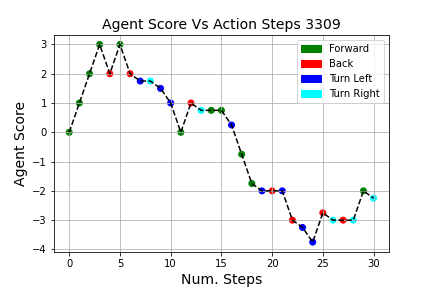 Agent Score Vs Action Steps 3309
Forward
Back
Turn Left
Turn Right
Agent Score
3
2
1
0
−1
−2
−3
−4
0 5 10 15 20 25 30
Num. Steps